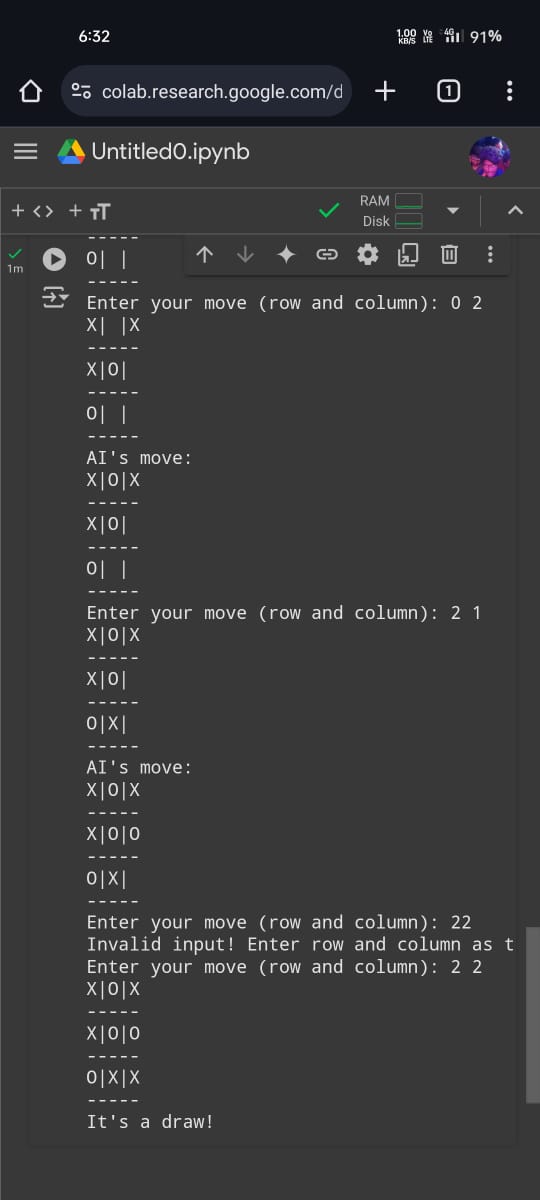 6:32
1.00 KB/S Vo LTE 4G 91%
colab.research.google.com/d
1
Untitled0.ipynb
+ <> + TT
RAM
Disk
1m
-----
O| |
-----
Enter your move (row and column): 0 2
X| |X
-----
X|O|
-----
O| |
-----
AI's move:
X|O|X
-----
X|O|
-----
O| |
-----
Enter your move (row and column): 2 1
X|O|X
-----
X|O|
-----
O|X|
-----
AI's move:
X|O|X
-----
X|O|O
-----
O|X|
-----
Enter your move (row and column): 22
Invalid input! Enter row and column as t
Enter your move (row and column): 2 2
X|O|X
-----
X|O|O
-----
O|X|X
-----
It's a draw!